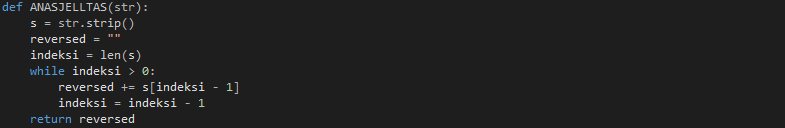 def ANASJELLTAS(str):
    s = str.strip()
    reversed = ""
    indeksi = len(s)
    while indeksi > 0:
        reversed += s[indeksi - 1]
        indeksi = indeksi - 1
    return reversed